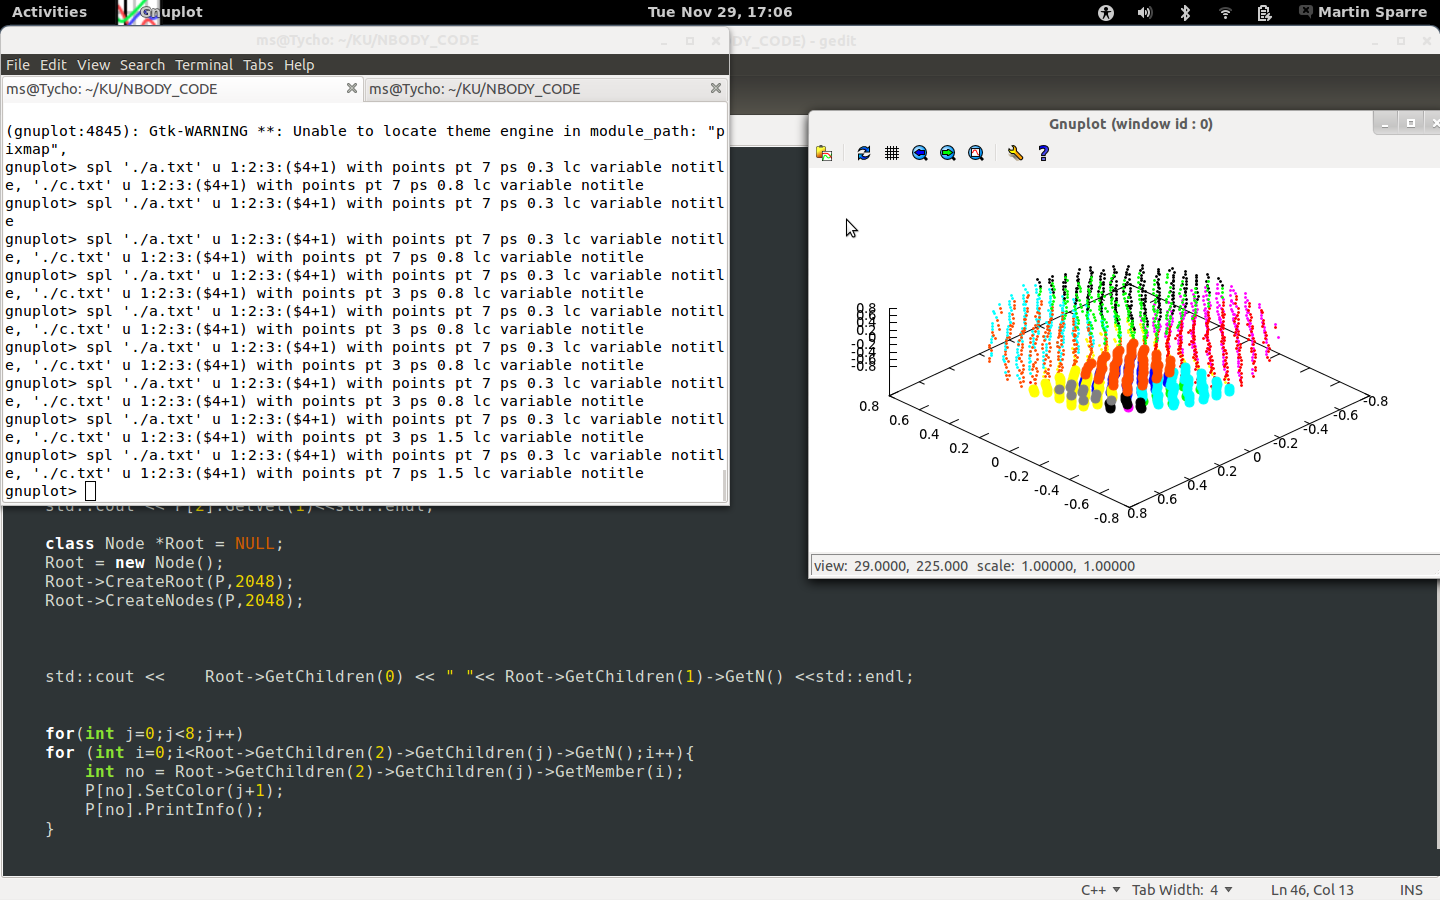 Activities
Gnuplot
Tue Nov 29, 17:06
Martin Sparre
ms@Tycho: ~/KU/NBODY_CODE
DY_CODE) - gedit
File Edit View Search Terminal Tabs Help
ms@Tycho: ~/KU/NBODY_CODE
ms@Tycho: ~/KU/NBODY_CODE
(gnuplot:4845): Gtk-WARNING **: Unable to locate theme engine in module_path: "p
ixmap",
gnuplot> spl './a.txt' u 1:2:3:($4+1) with points pt 7 ps 0.3 lc variable notitl
e, './c.txt' u 1:2:3:($4+1) with points pt 7 ps 0.8 lc variable notitle
gnuplot> spl './a.txt' u 1:2:3:($4+1) with points pt 7 ps 0.3 lc variable notitl
e
gnuplot> spl './a.txt' u 1:2:3:($4+1) with points pt 7 ps 0.3 lc variable notitl
e, './c.txt' u 1:2:3:($4+1) with points pt 7 ps 0.8 lc variable notitle
gnuplot> spl './a.txt' u 1:2:3:($4+1) with points pt 7 ps 0.3 lc variable notitl
e, './c.txt' u 1:2:3:($4+1) with points pt 3 ps 0.8 lc variable notitle
gnuplot> spl './a.txt' u 1:2:3:($4+1) with points pt 7 ps 0.3 lc variable notitl
e, './c.txt' u 1:2:3:($4+1) with points pt 3 ps 0.8 lc variable notitle
gnuplot> spl './a.txt' u 1:2:3:($4+1) with points pt 7 ps 0.3 lc variable notitl
e, './c.txt' u 1:2:3:($4+1) with points pt 3 ps 0.8 lc variable notitle
gnuplot> spl './a.txt' u 1:2:3:($4+1) with points pt 7 ps 0.3 lc variable notitl
e, './c.txt' u 1:2:3:($4+1) with points pt 7 ps 0.8 lc variable notitle
gnuplot> spl './a.txt' u 1:2:3:($4+1) with points pt 7 ps 0.3 lc variable notitl
e, './c.txt' u 1:2:3:($4+1) with points pt 3 ps 1.5 lc variable notitle
gnuplot> spl './a.txt' u 1:2:3:($4+1) with points pt 7 ps 0.3 lc variable notitl
e, './c.txt' u 1:2:3:($4+1) with points pt 7 ps 1.5 lc variable notitle
gnuplot>
Gnuplot (window id : 0)
0.8
0.6
0.4
0.2
0
-0.2
-0.4
-0.6
-0.8
0.8
0.6
0.4
0.2
0
-0.2
-0.4
-0.6
-0.8
0.8
0.6
0.4
0.2
0
-0.2
-0.4
-0.6
-0.8
view: 29.0000, 225.000 scale: 1.00000, 1.00000
std::cout << P[2].GetVel(1)<<std::endl;
class Node *Root = NULL;
Root = new Node();
Root->CreateRoot(P,2048);
Root->CreateNodes(P,2048);
std::cout << Root->GetChildren(0) << " "<< Root->GetChildren(1)->GetN() <<std::endl;
for(int j=0;j<8;j++)
for (int i=0;i<Root->GetChildren(2)->GetChildren(j)->GetN();i++){
int no = Root->GetChildren(2)->GetChildren(j)->GetMember(i);
P[no].SetColor(j+1);
P[no].PrintInfo();
}
C++ Tab Width: 4 Ln 46, Col 13 INS